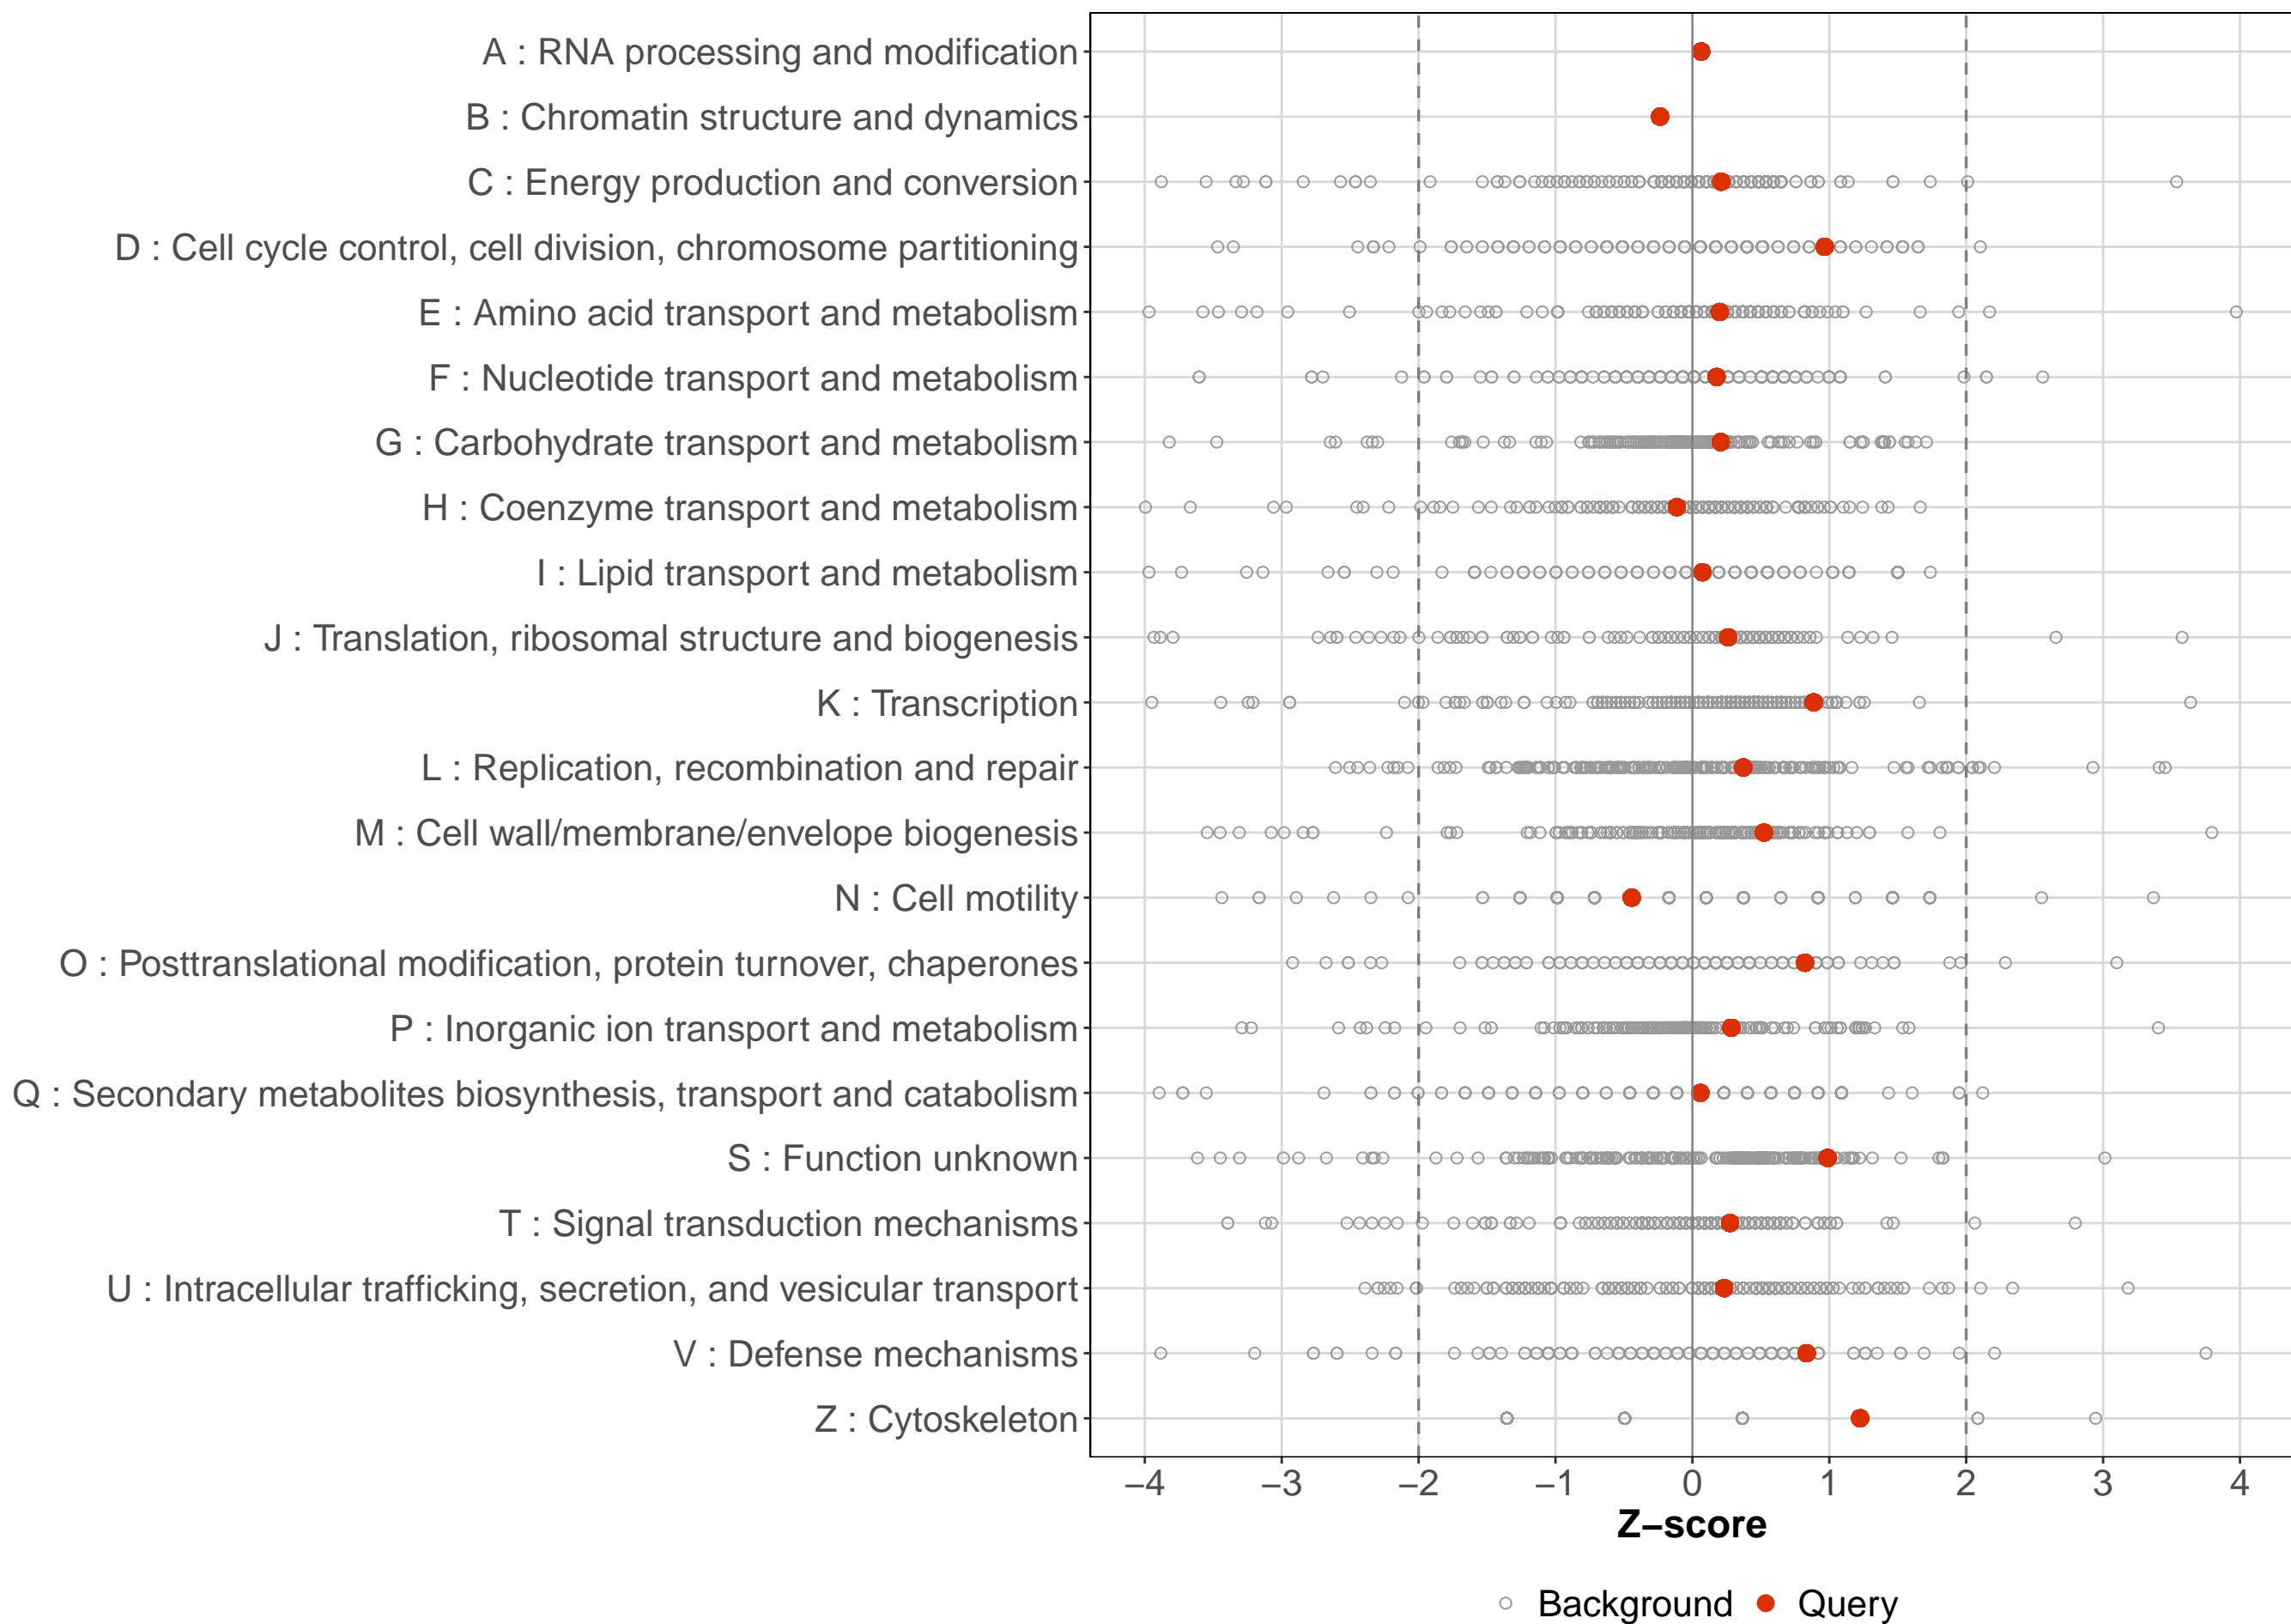 A : RNA processing and modification
B : Chromatin structure and dynamics
C : Energy production and conversion
D : Cell cycle control, cell division, chromosome partitioning
E : Amino acid transport and metabolism
F : Nucleotide transport and metabolism
G : Carbohydrate transport and metabolism
H : Coenzyme transport and metabolism
I : Lipid transport and metabolism
J : Translation, ribosomal structure and biogenesis
K : Transcription
L : Replication, recombination and repair
M : Cell wall/membrane/envelope biogenesis
N : Cell motility
O : Posttranslational modification, protein turnover, chaperones
P : Inorganic ion transport and metabolism
Q : Secondary metabolites biosynthesis, transport and catabolism
S : Function unknown
T : Signal transduction mechanisms
U : Intracellular trafficking, secretion, and vesicular transport
V : Defense mechanisms
Z : Cytoskeleton
−4 −3 −2 −1 0 1 2 3 4
Z−score
Background Query